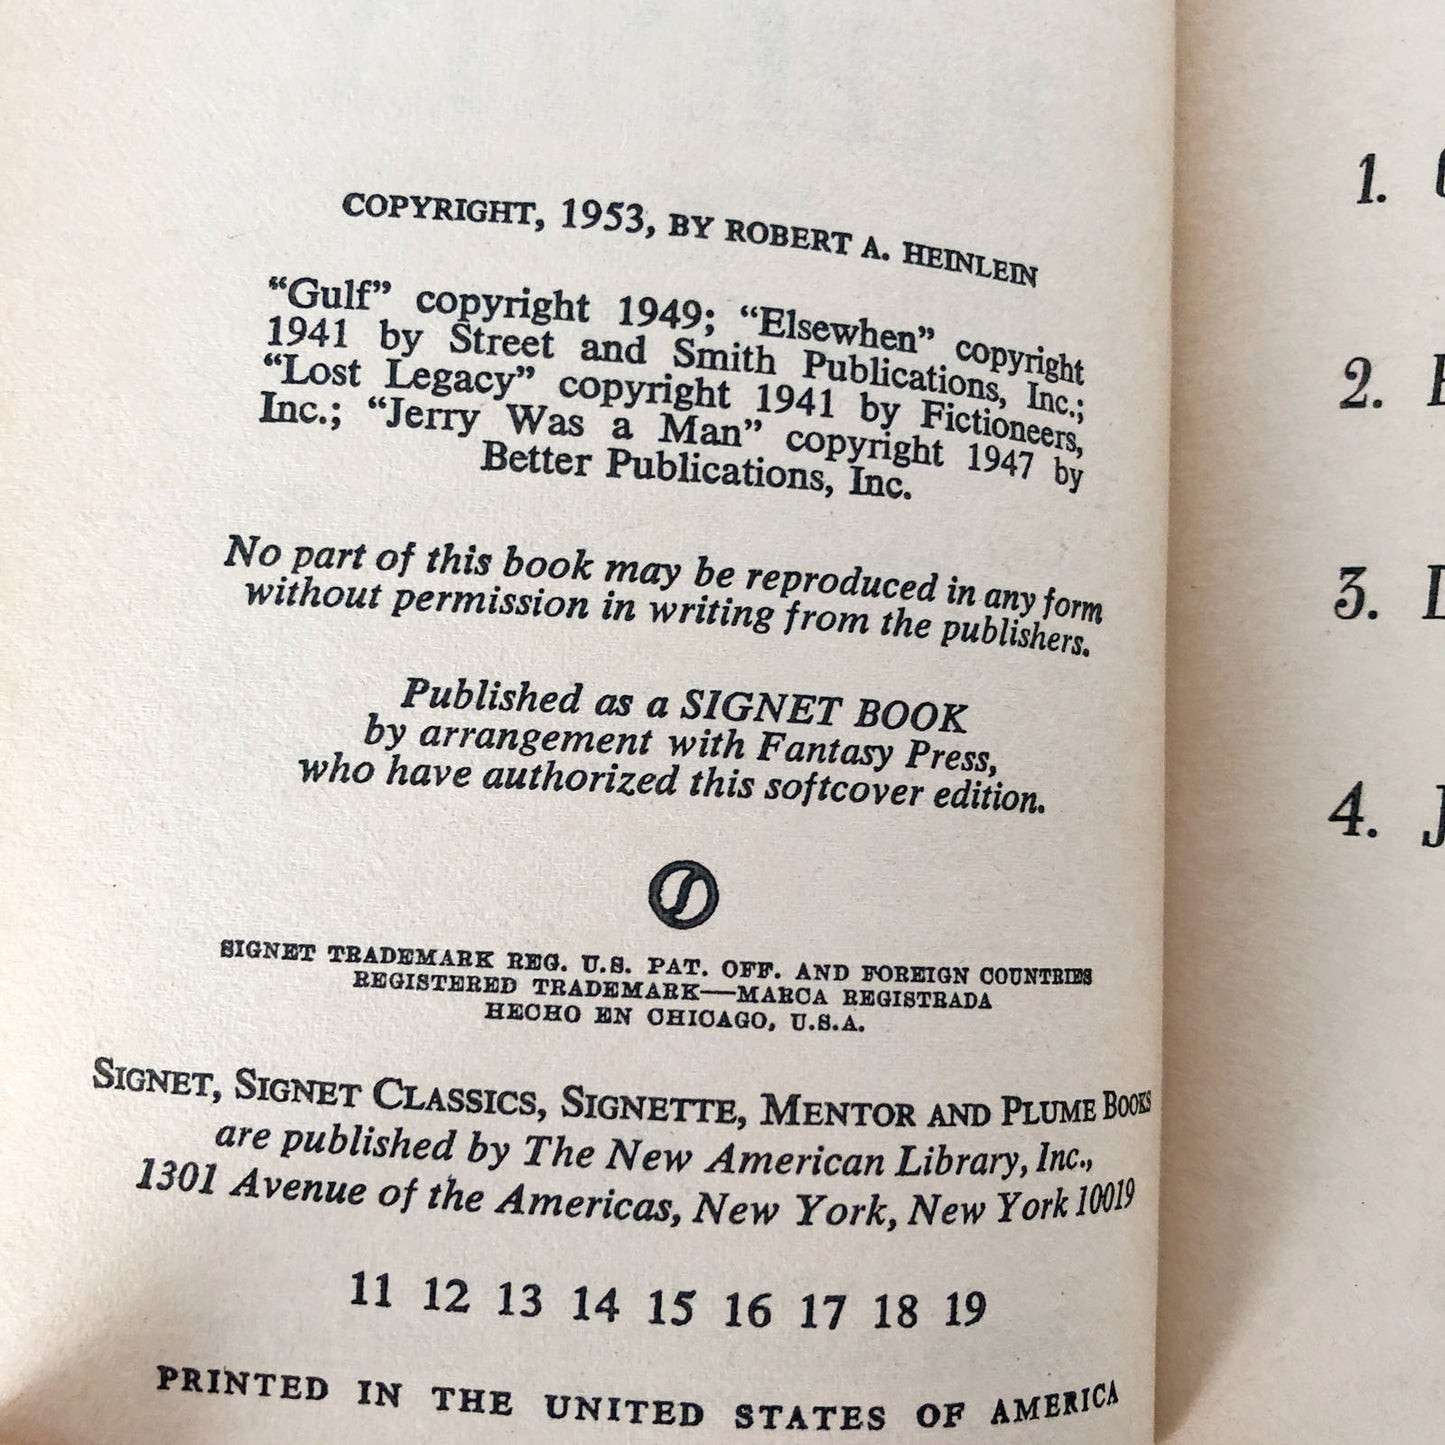 COPYRIGHT, 1953, BY ROBERT A. HEINLEIN
“Gulf” copyright 1949; “Elsewhen” copyright
1941 by Street and Smith Publications, Inc.;
“Lost Legacy” copyright 1941 by Fictioneers,
Inc.; “Jerry Was a Man” copyright 1947 by
Better Publications, Inc.
No part of this book may be reproduced in any form
without permission in writing from the publishers.
Published as a SIGNET BOOK
by arrangement with Fantasy Press,
who have authorized this softcover edition.
SIGNET TRADEMARK REG. U.S. PAT. OFF. AND FOREIGN COUNTRIES
REGISTERED TRADEMARK—MARCA REGISTRADA
HECHO EN CHICAGO, U.S.A.
SIGNET, SIGNET CLASSICS, SIGNETTE, MENTOR AND PLUME BOOKS
are published by The New American Library, Inc.,
1301 Avenue of the Americas, New York, New York 10019
11 12 13 14 15 16 17 18 19
PRINTED IN THE UNITED STATES OF AMERICA
1.
2.
3.
4.